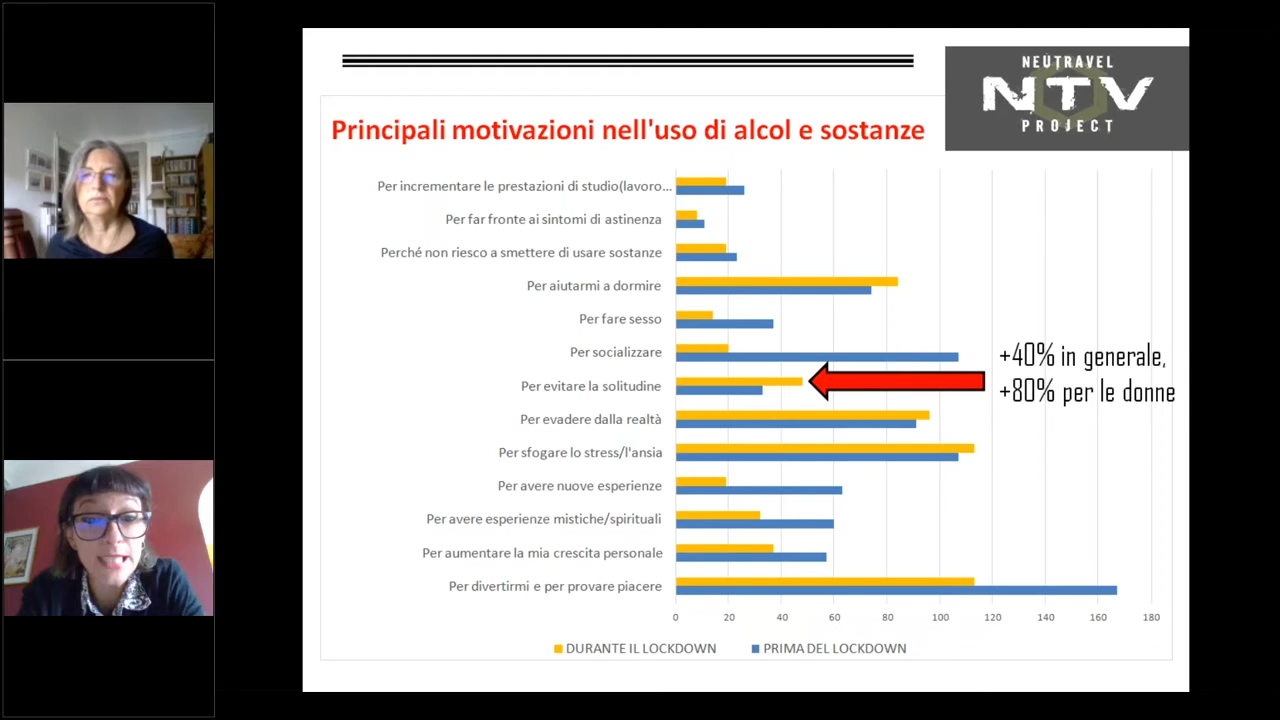 NEUTRAVEL
NTV
PROJECT
Principali motivazioni nell'uso di alcol e sostanze
Per incrementare le prestazioni di studio(lavoro…
Per far fronte ai sintomi di astinenza
Perché non riesco a smettere di usare sostanze
Per aiutarmi a dormire
Per fare sesso
Per socializzare
Per evitare la solitudine
Per evadere dalla realtà
Per sfogare lo stress/l'ansia
Per avere nuove esperienze
Per avere esperienze mistiche/spirituali
Per aumentare la mia crescita personale
Per divertirmi e per provare piacere
+40% in generale,
+80% per le donne
0 20 40 60 80 100 120 140 160 180
DURANTE IL LOCKDOWN PRIMA DEL LOCKDOWN